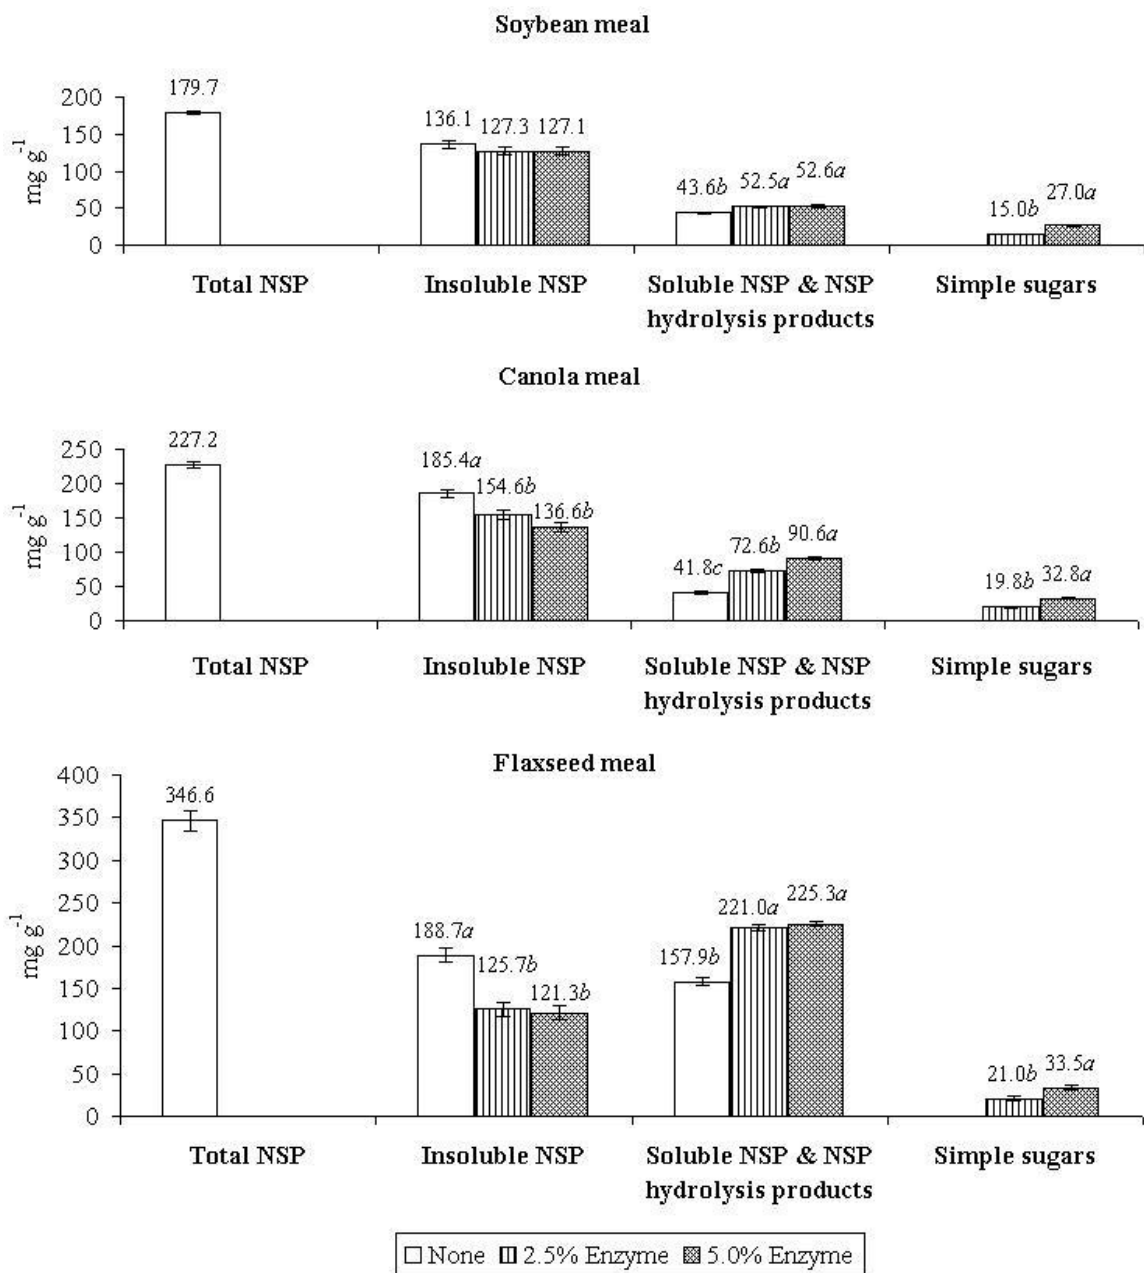 Soybean meal
179.7
200
136.1 127.3 127.1
150
mg g⁻¹
100
43.6b 52.5a 52.6a
50
15.0b 27.0a
0
Total NSP Insoluble NSP Soluble NSP & NSP Simple sugars
hydrolysis products
Canola meal
227.2
250
185.4a
200
154.6b
136.6b
150
mg g⁻¹
100
41.8c 72.6b 90.6a
50
19.8b 32.8a
0
Total NSP Insoluble NSP Soluble NSP & NSP Simple sugars
hydrolysis products
Flaxseed meal
400
346.6
350
300
250
221.0a 225.3a
200
188.7a
mg g⁻¹
157.9b
150
125.7b 121.3b
100
50
21.0b 33.5a
0
Total NSP Insoluble NSP Soluble NSP & NSP Simple sugars
hydrolysis products
None 2.5% Enzyme 5.0% Enzyme